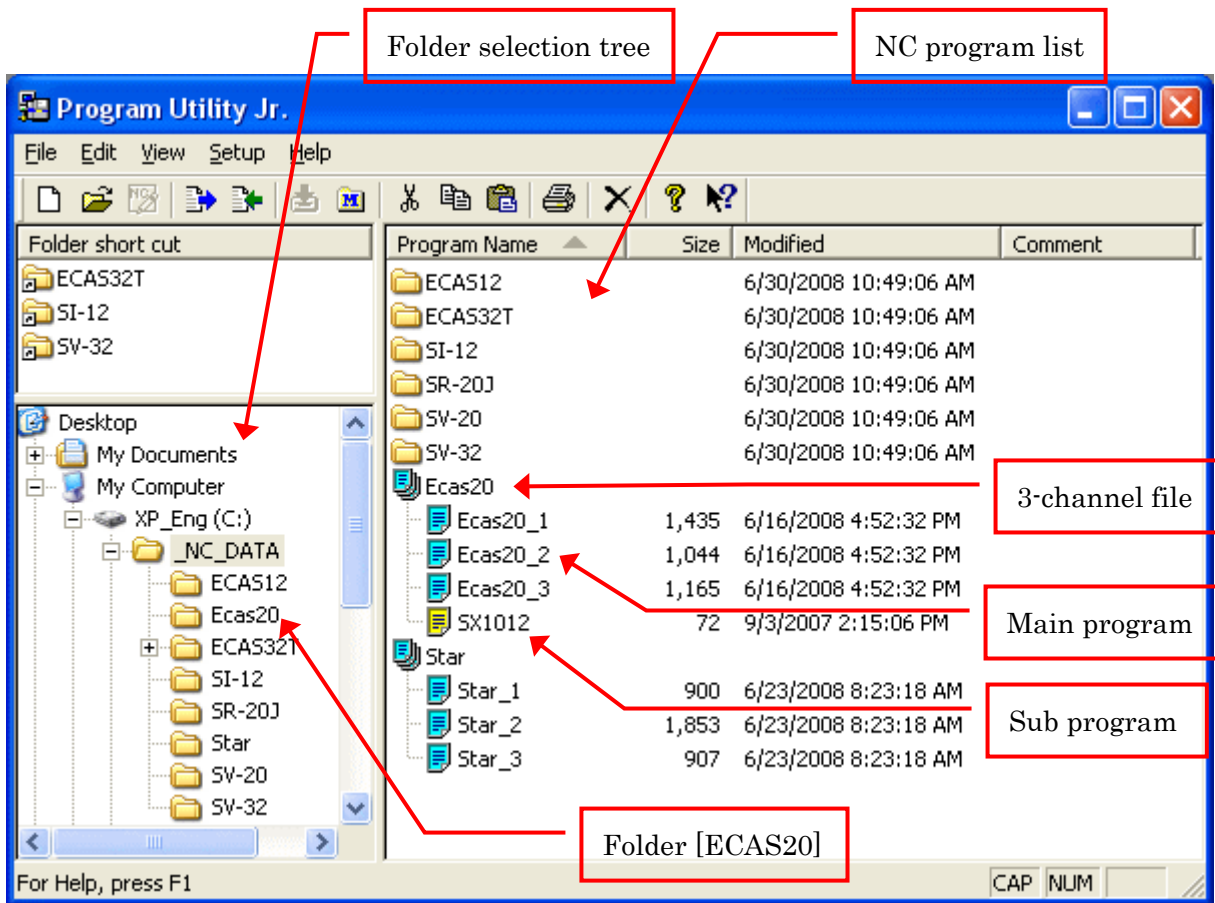 Folder selection tree
NC program list
Program Utility Jr.
File Edit View Setup Help
Folder short cut
ECAS32T
SI-12
SV-32
Desktop
My Documents
My Computer
XP_Eng (C:)
_NC_DATA
ECAS12
Ecas20
ECAS32T
SI-12
SR-20J
Star
SV-20
SV-32
Program Name Size Modified Comment
ECAS12 6/30/2008 10:49:06 AM
ECAS32T 6/30/2008 10:49:06 AM
SI-12 6/30/2008 10:49:06 AM
SR-20J 6/30/2008 10:49:06 AM
SV-20 6/30/2008 10:49:06 AM
SV-32 6/30/2008 10:49:06 AM
Ecas20
Ecas20_1 1,435 6/16/2008 4:52:32 PM
Ecas20_2 1,044 6/16/2008 4:52:32 PM
Ecas20_3 1,165 6/16/2008 4:52:32 PM
SX1012 72 9/3/2007 2:15:06 PM
Star
Star_1 900 6/23/2008 8:23:18 AM
Star_2 1,853 6/23/2008 8:23:18 AM
Star_3 907 6/23/2008 8:23:18 AM
3-channel file
Main program
Sub program
Folder [ECAS20]
For Help, press F1
CAP NUM